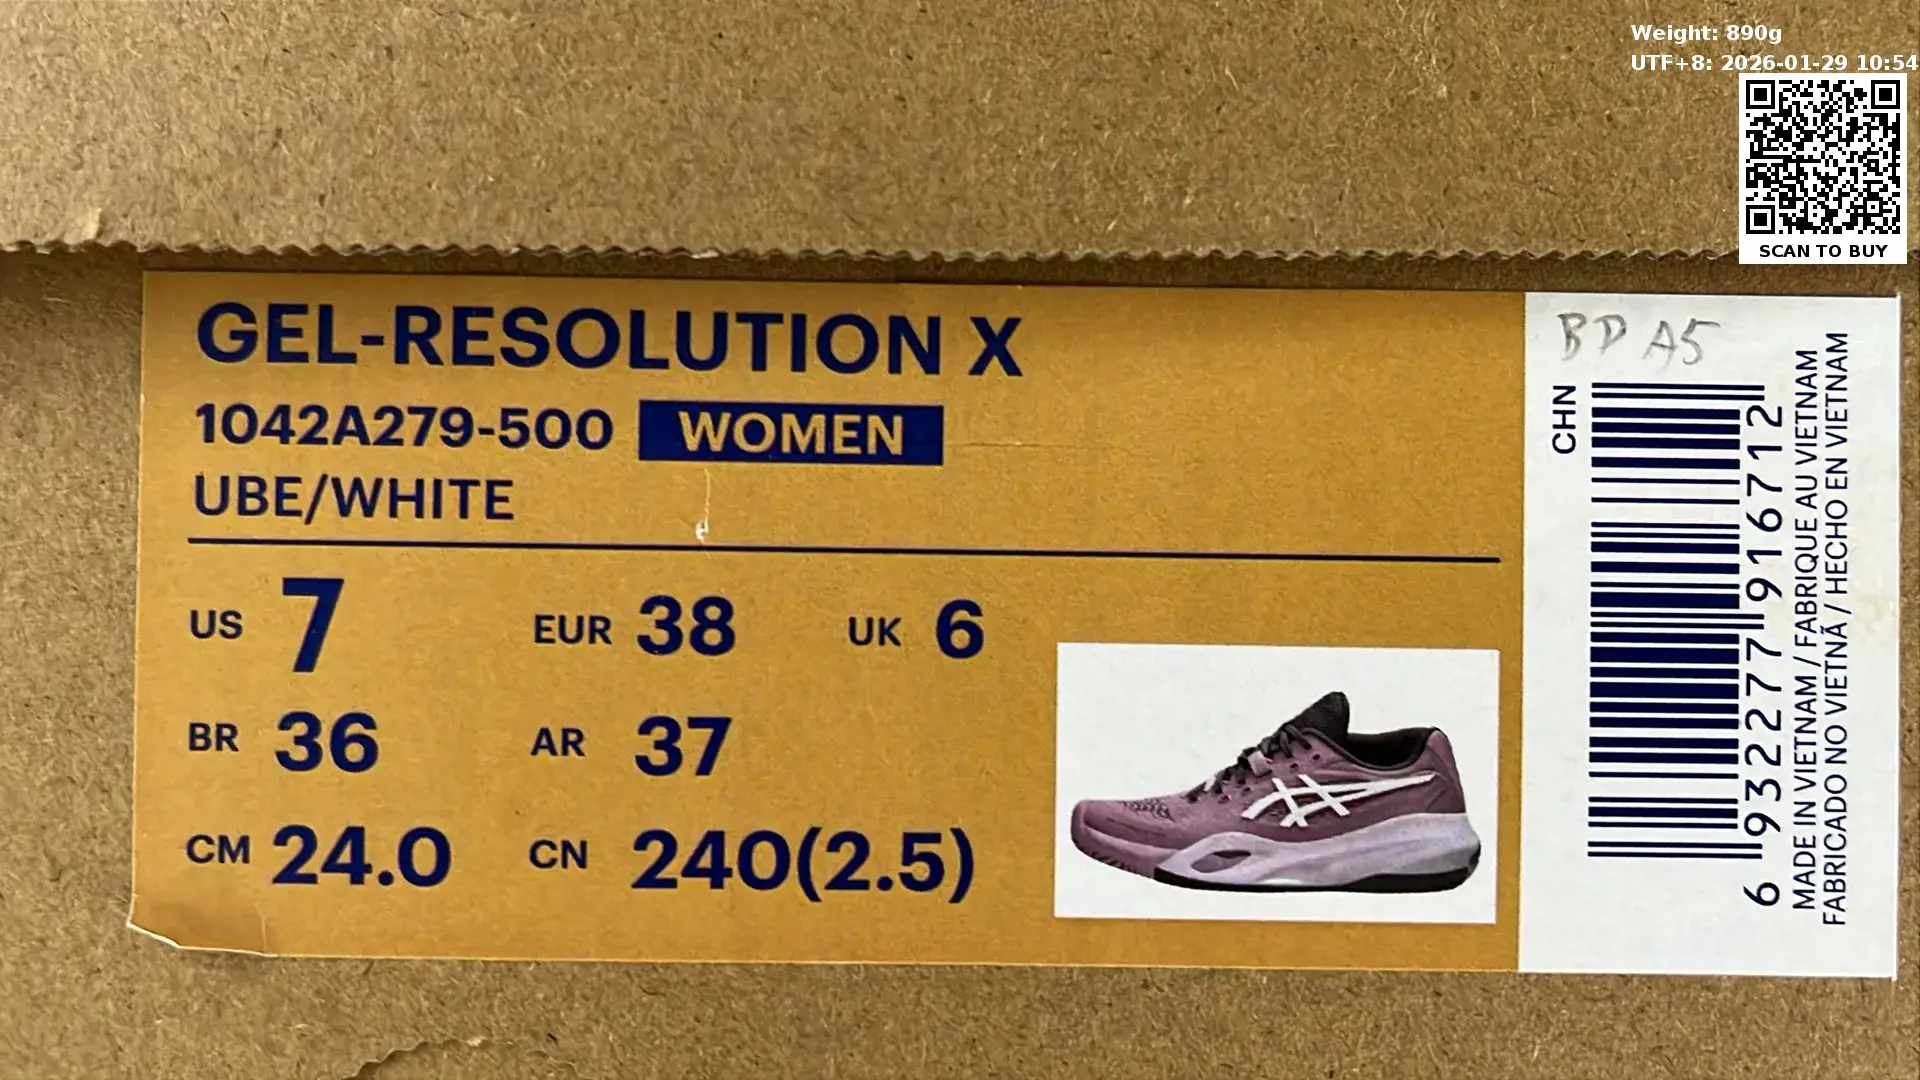 Weight: 890g
UTF+8: 2026-01-29 10:54
SCAN TO BUY
GEL-RESOLUTION X
1042A279-500 WOMEN
UBE/WHITE
US 7 EUR 38 UK 6
BR 36 AR 37
CM 24.0 CN 240(2.5)
BD A5
CHN
6 932277 916712
MADE IN VIETNAM / FABRIQUE AU VIETNAM
FABRICADO NO VIETNÃ / HECHO EN VIETNAM